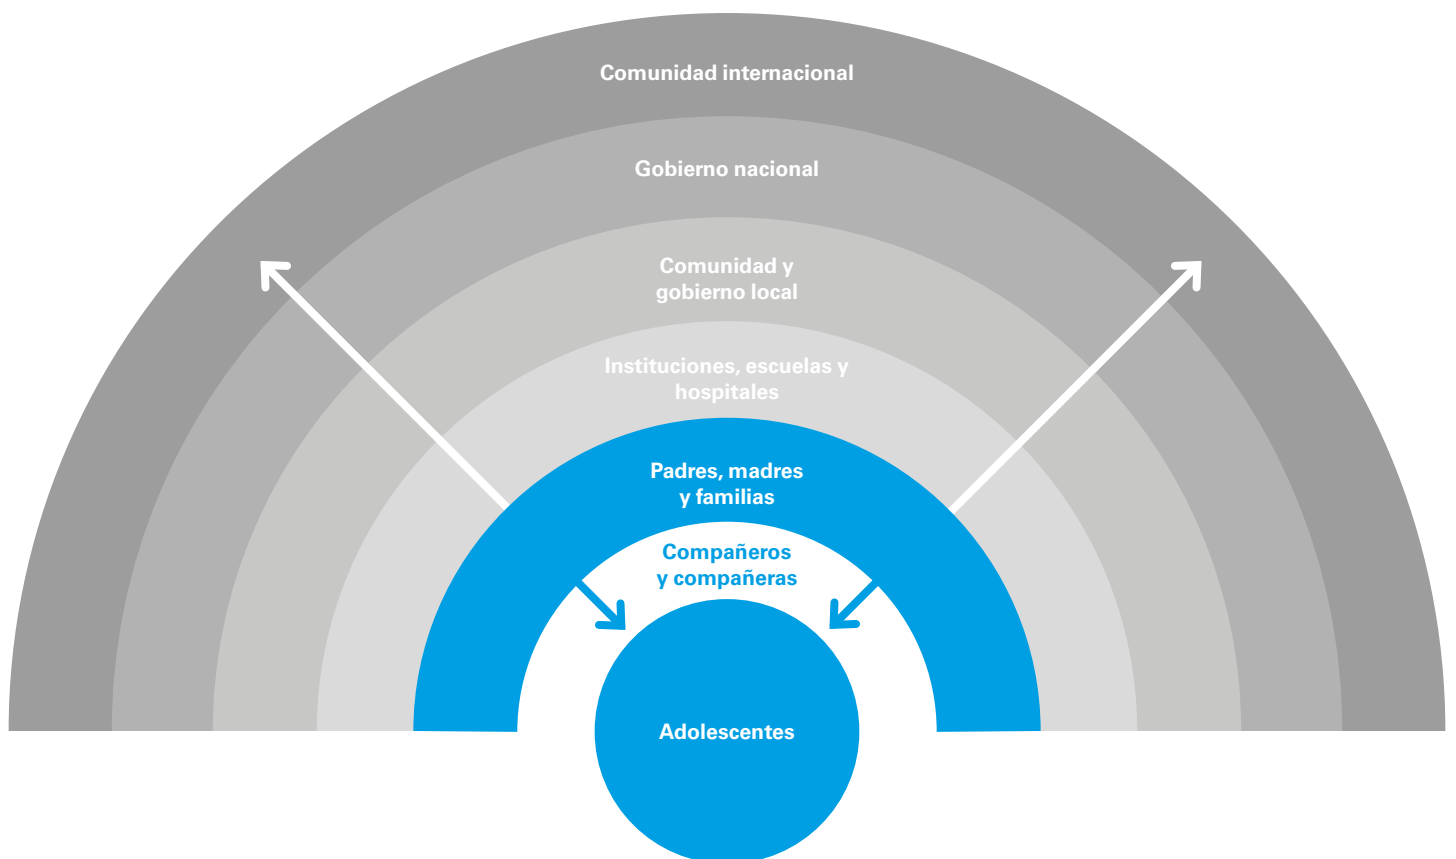 Comunidad internacional
Gobierno nacional
Comunidad y
gobierno local
Instituciones, escuelas y
hospitales
Padres, madres
y familias
Compañeros
y compañeras
Adolescentes